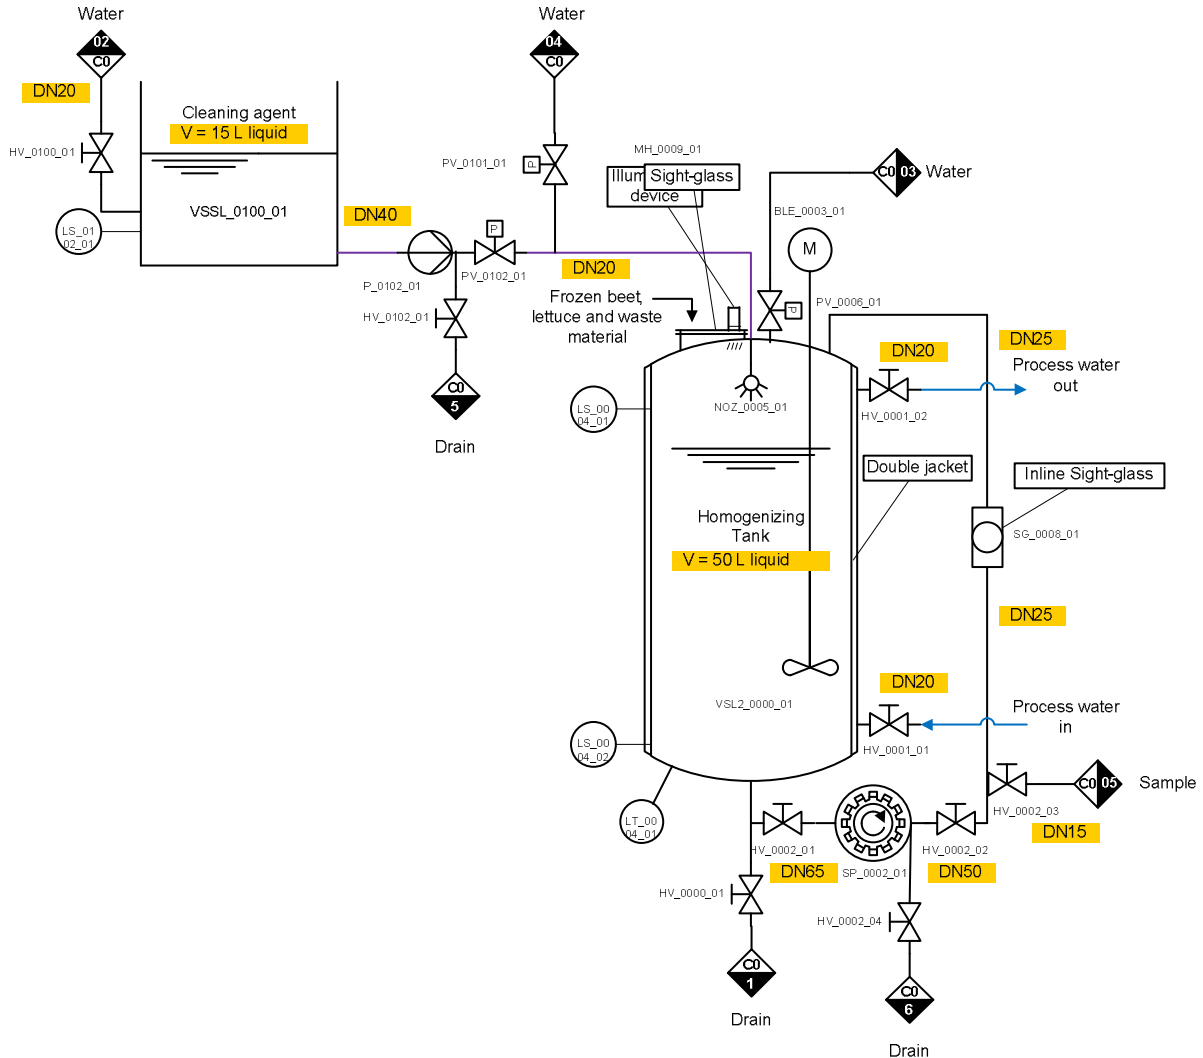 Water
02
C0
DN20
HV_0100_01
Cleaning agent
V = 15 L liquid
VSSL_0100_01
LS_01
02_01
DN40
P_0102_01
HV_0102_01
C0
5
Drain
Water
04
C0
PV_0101_01
P
P
PV_0102_01
DN20
MH_0009_01
Sight-glass
device
C0 03
Water
BLE_0003_01
M
P
PV_0006_01
Frozen beet,
lettuce and waste
material
NOZ_0005_01
LS_00
04_01
DN20
HV_0001_02
DN25
Process water
out
Double jacket
Inline Sight-glass
SG_0008_01
Homogenizing
Tank
V = 50 L liquid
DN25
DN20
Process water
in
HV_0001_01
VSL2_0000_01
LS_00
04_02
LT_00
04_01
C0 05
Sample
HV_0002_03
DN15
HV_0002_01
DN65
SP_0002_01
HV_0002_02
DN50
HV_0000_01
HV_0002_04
C0
1
Drain
C0
6
Drain